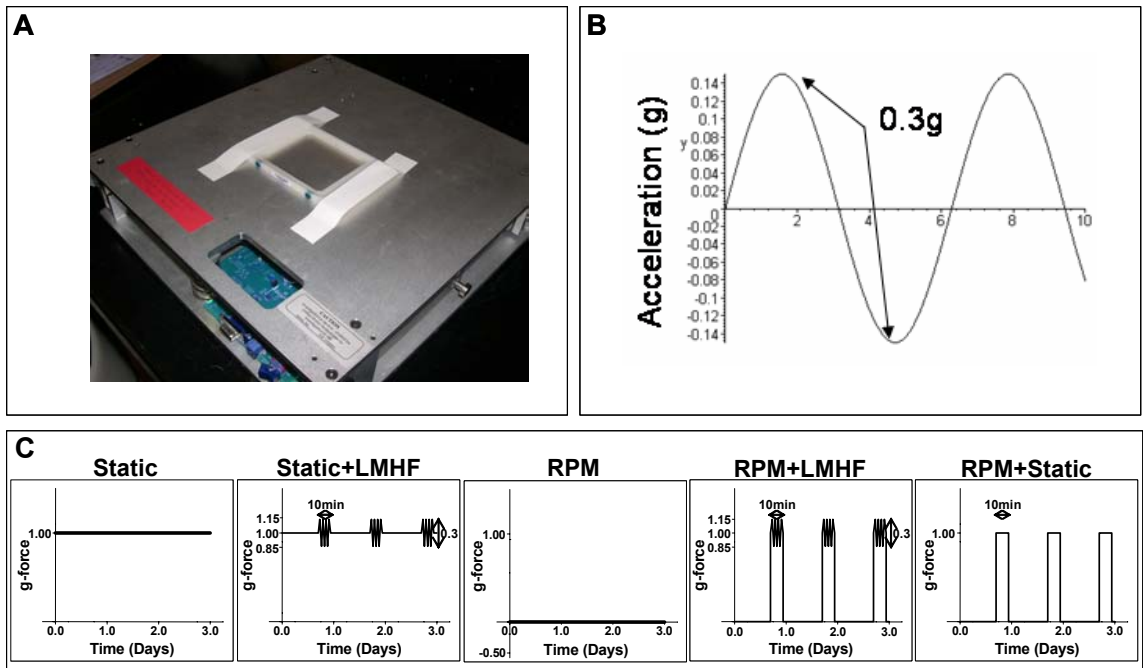 A
CAUTION
B
Acceleration (g)
y
0.14
0.12
0.1
0.08
0.06
0.04
0.02
0
-0.02
-0.04
-0.06
-0.08
-0.1
-0.12
-0.14
2 4 6 8 10
0.3g
C
Static
1.00
g-force
0.0 1.0 2.0 3.0
Time (Days)
Static+LMHF
10min
1.15
1.00
0.85
0.3
g-force
0.0 1.0 2.0 3.0
Time (Days)
RPM
1.00
g-force
0.0 1.0 2.0 3.0
-0.50
Time (Days)
RPM+LMHF
10min
1.15
1.00
0.85
0.3
g-force
0.0 1.0 2.0 3.0
Time (Days)
RPM+Static
10min
1.00
g-force
0.0 1.0 2.0 3.0
Time (Days)